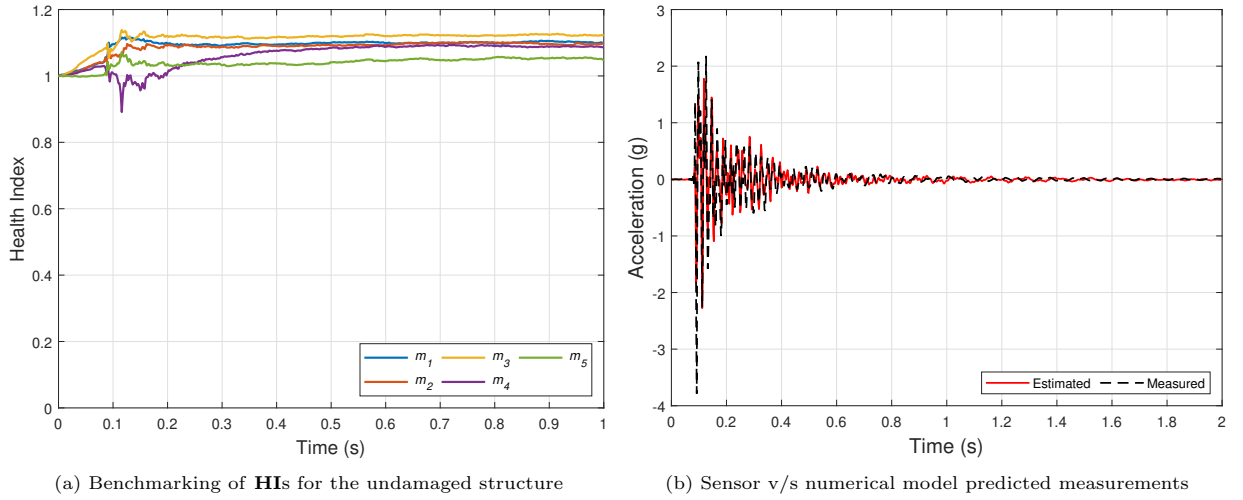 1.2
1
0.8
0.6
0.4
0.2
0
Health Index
m1 m3 m5
m2 m4
0 0.1 0.2 0.3 0.4 0.5 0.6 0.7 0.8 0.9 1
Time (s)
(a) Benchmarking of HIs for the undamaged structure
3
2
1
0
-1
-2
-3
-4
Acceleration (g)
Estimated Measured
0 0.2 0.4 0.6 0.8 1 1.2 1.4 1.6 1.8 2
Time (s)
(b) Sensor v/s numerical model predicted measurements